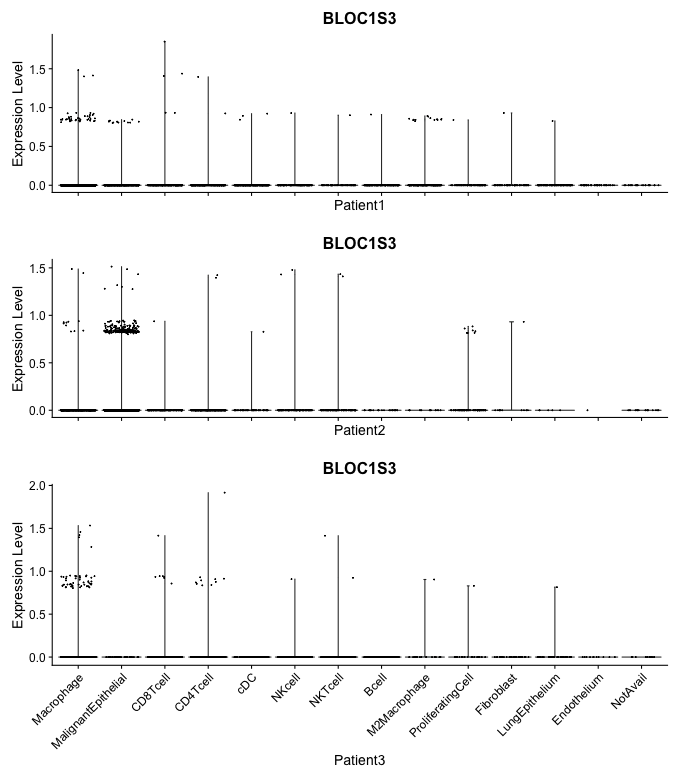 BLOC1S3
Expression Level
1.5
1.0
0.5
0.0
Patient1
BLOC1S3
Expression Level
1.5
1.0
0.5
0.0
Patient2
BLOC1S3
Expression Level
2.0
1.5
1.0
0.5
0.0
Macrophage
MalignantEpithelial
CD8Tcell
CD4Tcell
cDC
NKcell
NKTcell
Bcell
M2Macrophage
ProliferatingCell
Fibroblast
LungEpithelium
Endothelium
NotAvail
Patient3